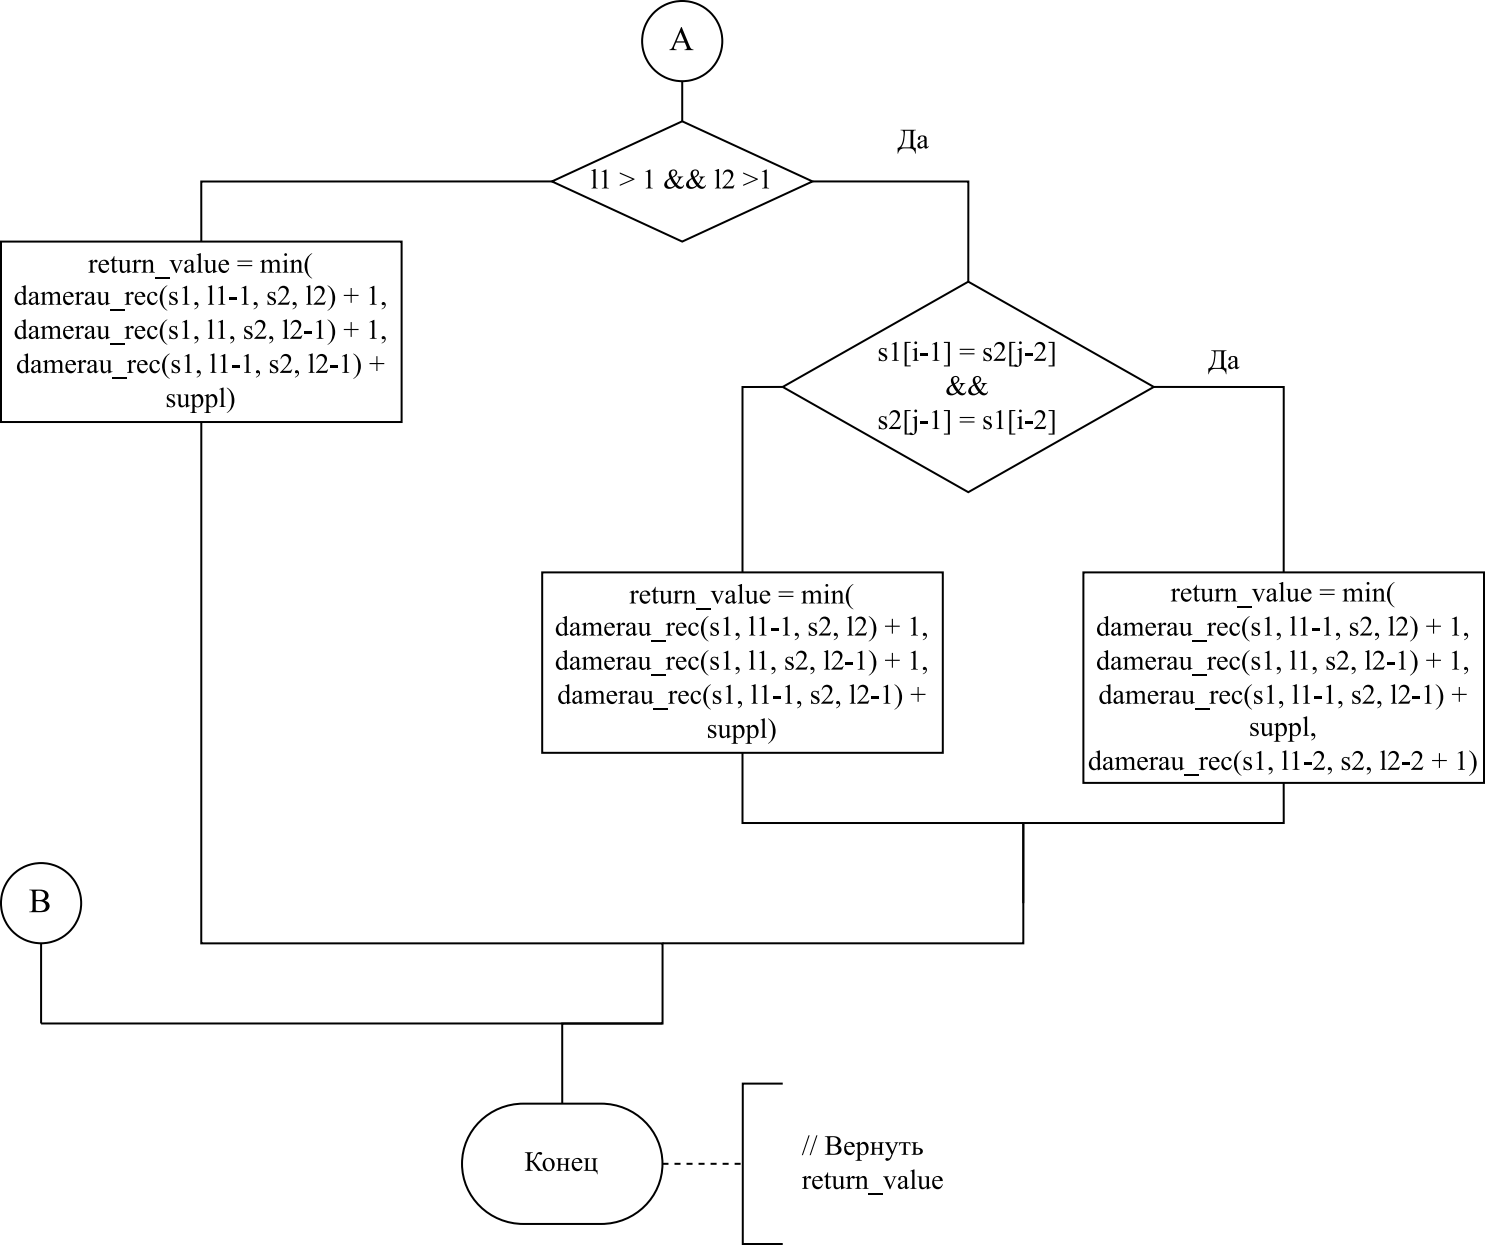 A
l1 > 1 && l2 >1
Да
return_value = min(
damerau_rec(s1, l1-1, s2, l2) + 1,
damerau_rec(s1, l1, s2, l2-1) + 1,
damerau_rec(s1, l1-1, s2, l2-1) +
suppl)
s1[i-1] = s2[j-2]
&&
s2[j-1] = s1[i-2]
Да
return_value = min(
damerau_rec(s1, l1-1, s2, l2) + 1,
damerau_rec(s1, l1, s2, l2-1) + 1,
damerau_rec(s1, l1-1, s2, l2-1) +
suppl)
return_value = min(
damerau_rec(s1, l1-1, s2, l2) + 1,
damerau_rec(s1, l1, s2, l2-1) + 1,
damerau_rec(s1, l1-1, s2, l2-1) +
suppl,
damerau_rec(s1, l1-2, s2, l2-2 + 1)
B
Конец
// Вернуть
return_value